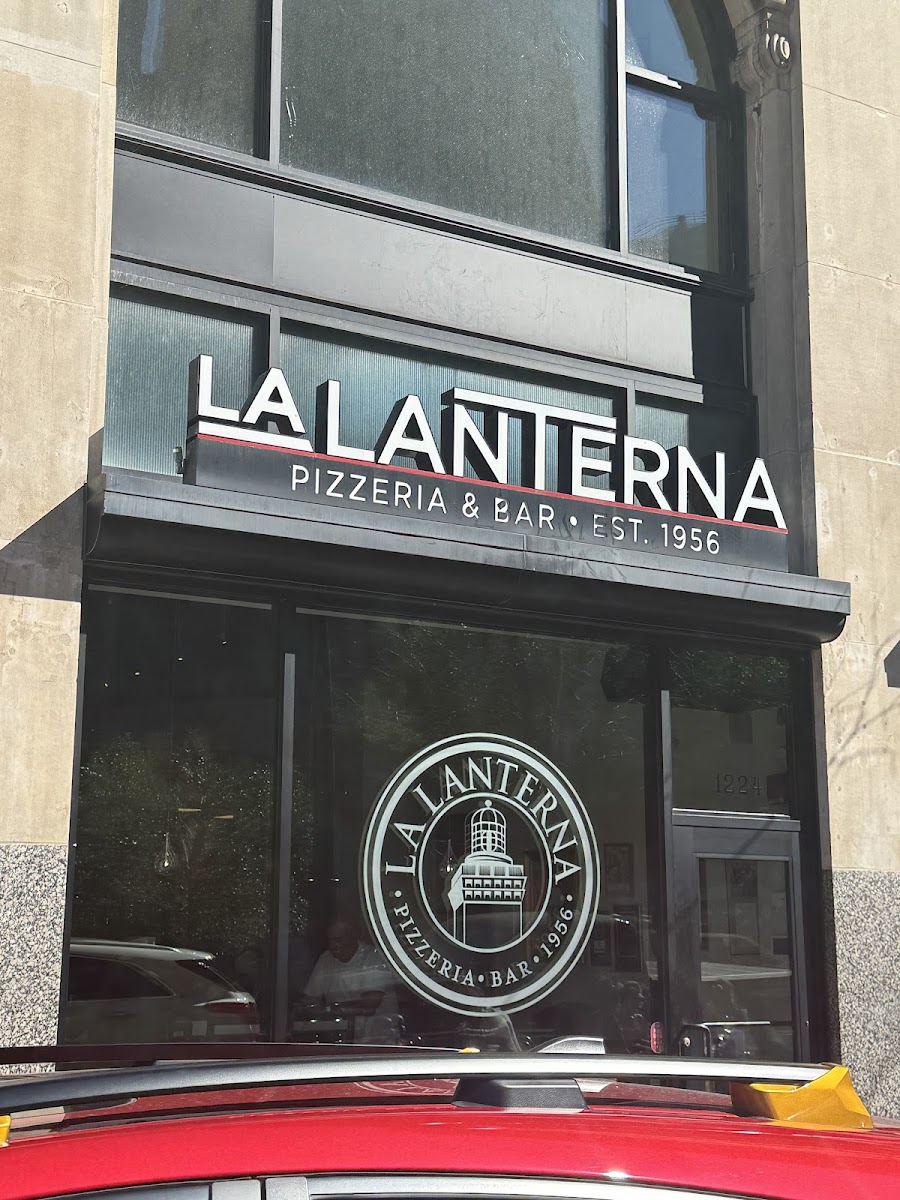 LA LANTERNA
PIZZERIA & BAR • EST. 1956
1224
LA LANTERNA
• PIZZERIA • BAR • 1956 •